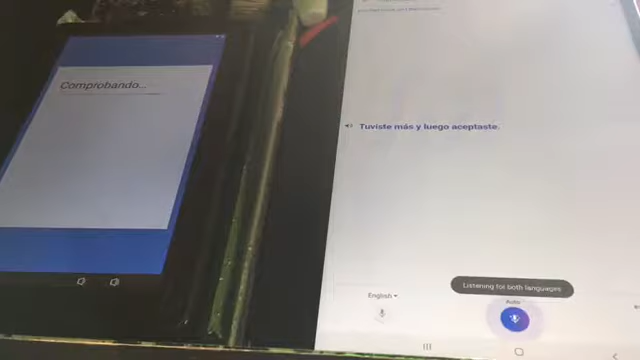 Comprobando...
Tuviste más y luego aceptaste.
Listening for both languages
English
Auto